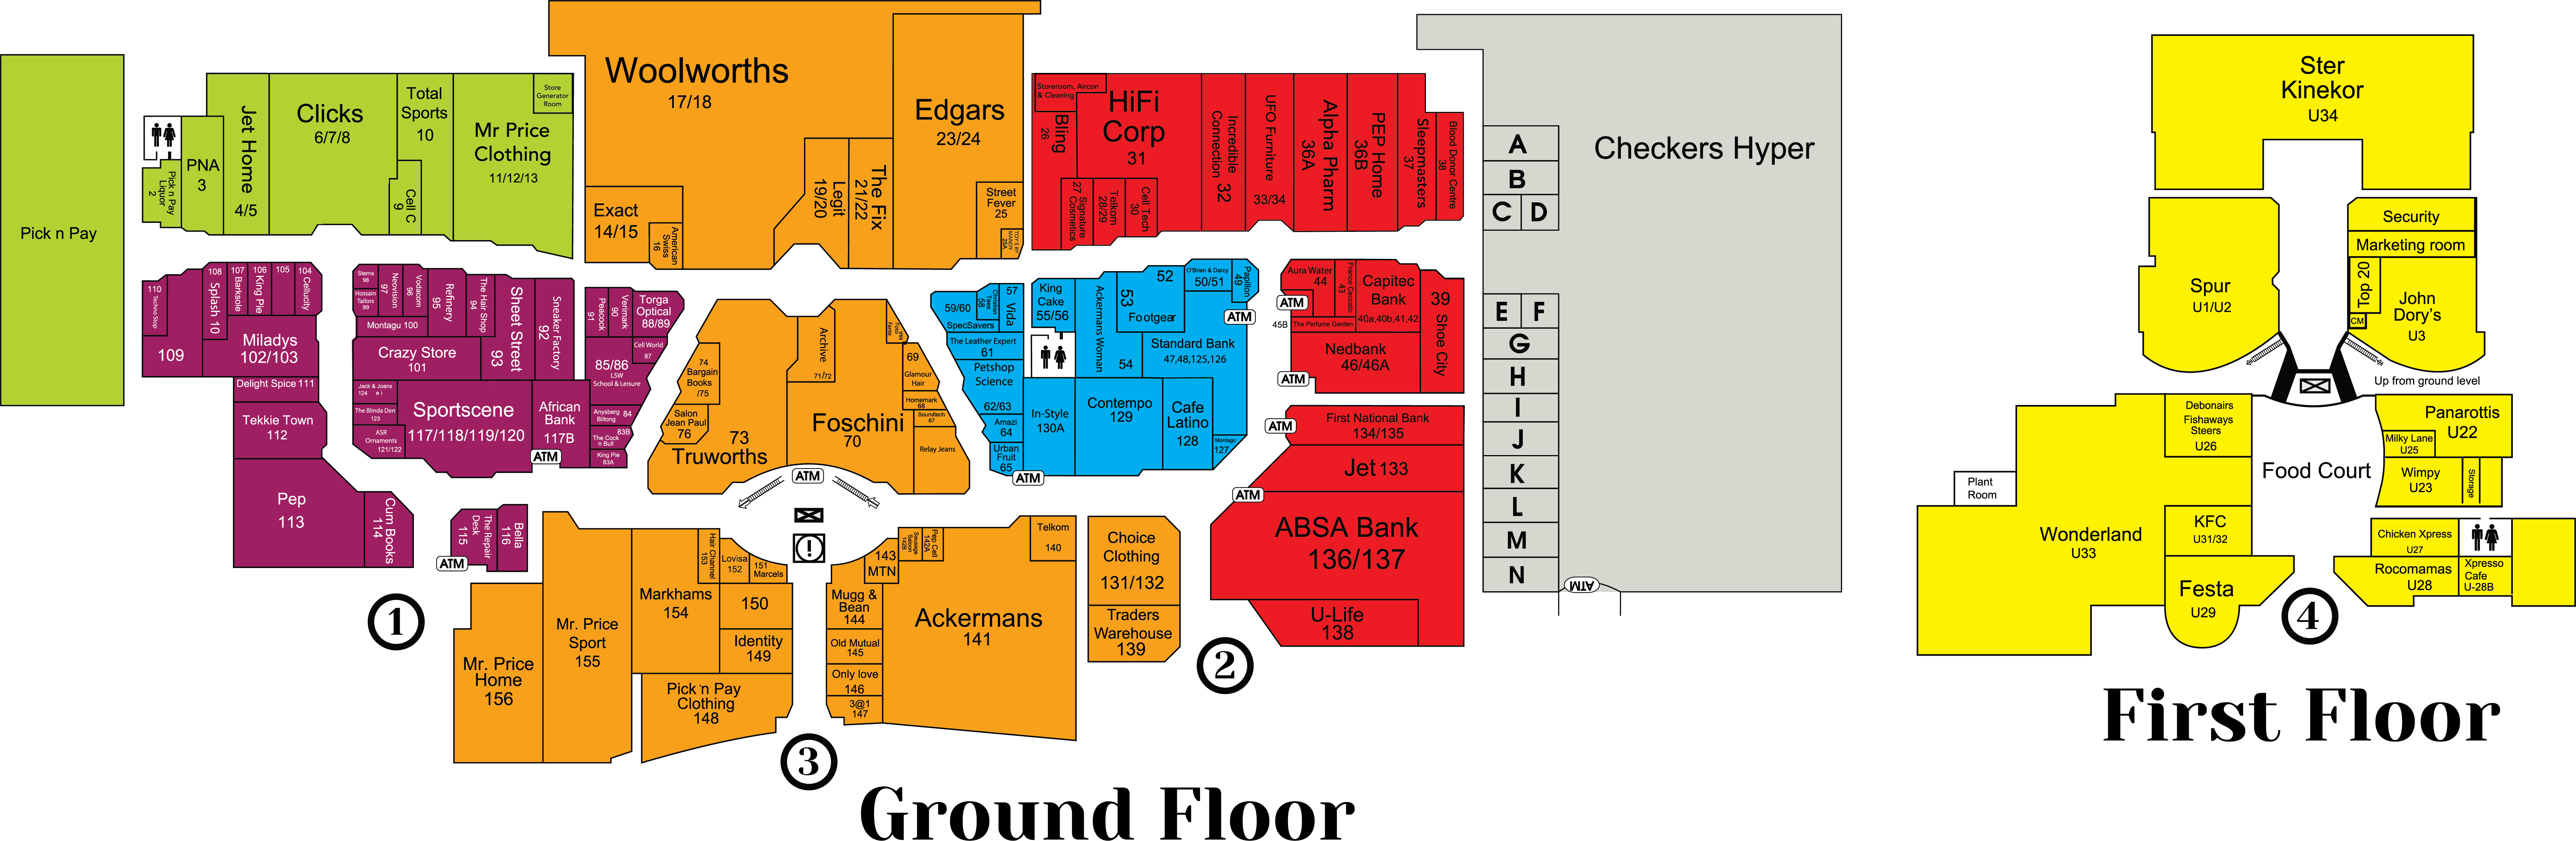 Pick n Pay
Pick n Pay
Liquor
2
PNA
3
Jet Home
4/5
Clicks
6/7/8
Total
Sports
10
Cell C
9
Mr Price
Clothing
11/12/13
Store
Generator
Room
Woolworths
17/18
Exact
14/15
American
Swiss
16
Legit
19/20
The Fix
21/22
Edgars
23/24
Street
Fever
25
25A
Storeroom, Aircon
& Cleaning
Bling
26
HiFi
Corp
31
27 Signature
Cosmetics
Telkom
28/29
Cell Tech
30
Incredible
Connection
32
UFO Furniture
33/34
Alpha Pharm
36A
PEP Home
36B
Sleepmasters
37
Blood Donor Centre
38
Checkers Hyper
A
B
C
D
E
F
G
H
I
J
K
L
M
N
ATM
110
Techno Stop
109
108
Splash 10
107
Barksole
106
King Pie
105
104
Cellucity
Miladys
102/103
Delight Spice 111
Tekkie Town
112
Pep
113
Cum Books
114
Sterns
98
Hossain
Tailors
99
Neovision
97
Vodacom
96
Refinery
95
The Hair Shop
94
Sheet Street
93
Sneaker Factory
92
Montagu 100
Crazy Store
101
Jack & Joans
124
The Blinda Den
123
ASR
Ornaments
121/122
Sportscene
117/118/119/120
African
Bank
117B
ATM
Peacock
91
Verimark
90
Torga
Optical
88/89
Cell World
87
85/86
LSW
School & Leisure
Anysberg
Biltong
84
83B
The Cock
n Bull
King Pie
83A
The Repair
Desk
115
Bella
116
ATM
74
Bargain
Books
/75
Salon
Jean Paul
76
73
Truworths
Archive
71/72
Foschini
70
69
Glamour
Hair
Homemark
68
Soundtech
67
Relay Jeans
ATM
59/60
SpecSavers
Christian
Tees
58
57
Vida
The Leather Expert
61
Petshop
Science
62/63
Amazi
64
Urban
Fruit
65
King
Cake
55/56
Ackermans Woman
54
53
52
Footgear
O'Brien & Darcy
50/51
Papillon
49
ATM
Standard Bank
47,48,125,126
In-Style
130A
Contempo
129
Cafe
Latino
128
Montagu
127
ATM
Aura Water
44
ATM
45B
Franco Ceccato
43
The Perfume Garden
Capitec
Bank
40a,40b,41,42
39
Shoe City
Nedbank
46/46A
ATM
First National Bank
134/135
ATM
Jet 133
ATM
ABSA Bank
136/137
U-Life
138
Mr. Price
Home
156
Mr. Price
Sport
155
Markhams
154
Hair Channel
153
Lovisa
152
151
Marcels
150
Identity
149
Pick 'n Pay
Clothing
148
143
MTN
Sausage
Saloon
142B
Pep Cell
142A
Mugg &
Bean
144
Old Mutual
145
Only love
146
3@1
147
Ackermans
141
Telkom
140
Choice
Clothing
131/132
Traders
Warehouse
139
1
2
3
Ground Floor
Ster
Kinekor
U34
Spur
U1/U2
Security
Marketing room
Top 20
CM
John
Dory's
U3
Up from ground level
Debonairs
Fishaways
Steers
U26
Food Court
Panarottis
U22
Milky Lane
U25
Wimpy
U23
Storage
Plant
Room
Wonderland
U33
KFC
U31/32
Festa
U29
Chicken Xpress
U27
Rocomamas
U28
Xpresso
Cafe
U-28B
4
First Floor